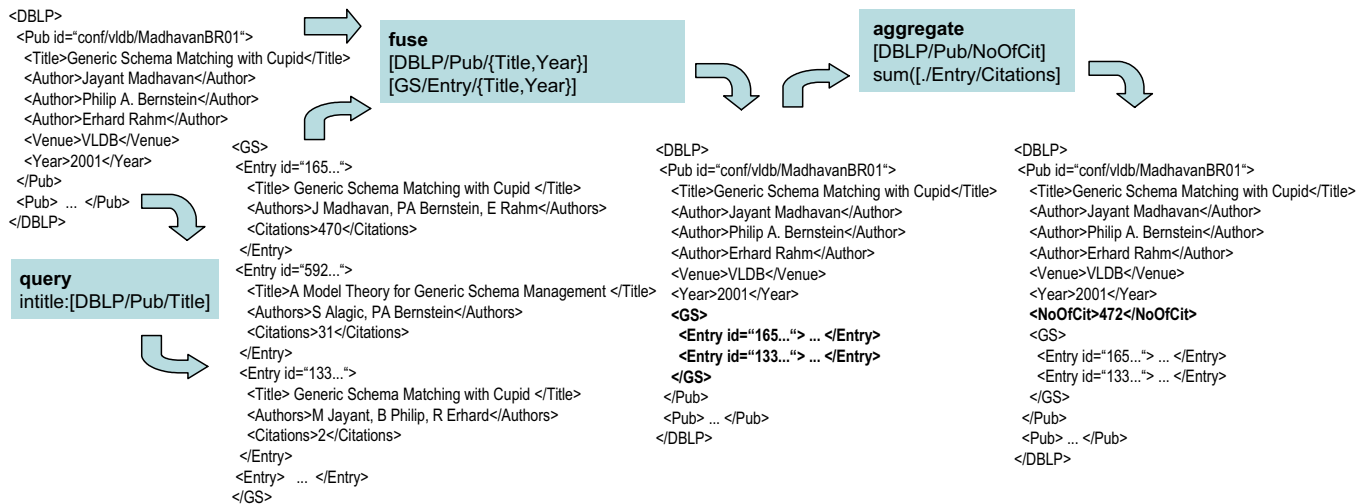 <DBLP>
<Pub id=“conf/vldb/MadhavanBR01“>
<Title>Generic Schema Matching with Cupid</Title>
<Author>Jayant Madhavan</Author>
<Author>Philip A. Bernstein</Author>
<Author>Erhard Rahm</Author>
<Venue>VLDB</Venue>
<Year>2001</Year>
</Pub>
<Pub> ... </Pub>
</DBLP>
query
intitle:[DBLP/Pub/Title]
<GS>
<Entry id=“165...“>
<Title> Generic Schema Matching with Cupid </Title>
<Authors>J Madhavan, PA Bernstein, E Rahm</Authors>
<Citations>470</Citations>
</Entry>
<Entry id="592...“>
<Title>A Model Theory for Generic Schema Management </Title>
<Authors>S Alagic, PA Bernstein</Authors>
<Citations>31</Citations>
</Entry>
<Entry id="133...“>
<Title> Generic Schema Matching with Cupid </Title>
<Authors>M Jayant, B Philip, R Erhard</Authors>
<Citations>2</Citations>
</Entry>
<Entry> ... </Entry>
</GS>
fuse
[DBLP/Pub/{Title,Year}]
[GS/Entry/{Title,Year}]
<DBLP>
<Pub id=“conf/vldb/MadhavanBR01“>
<Title>Generic Schema Matching with Cupid</Title>
<Author>Jayant Madhavan</Author>
<Author>Philip A. Bernstein</Author>
<Author>Erhard Rahm</Author>
<Venue>VLDB</Venue>
<Year>2001</Year>
<GS>
<Entry id=“165...“> ... </Entry>
<Entry id=“133...“> ... </Entry>
</GS>
</Pub>
<Pub> ... </Pub>
</DBLP>
aggregate
[DBLP/Pub/NoOfCit]
sum([./Entry/Citations]
<DBLP>
<Pub id=“conf/vldb/MadhavanBR01“>
<Title>Generic Schema Matching with Cupid</Title>
<Author>Jayant Madhavan</Author>
<Author>Philip A. Bernstein</Author>
<Author>Erhard Rahm</Author>
<Venue>VLDB</Venue>
<Year>2001</Year>
<NoOfCit>472</NoOfCit>
<GS>
<Entry id=“165...“> ... </Entry>
<Entry id=“133...“> ... </Entry>
</GS>
</Pub>
<Pub> ... </Pub>
</DBLP>